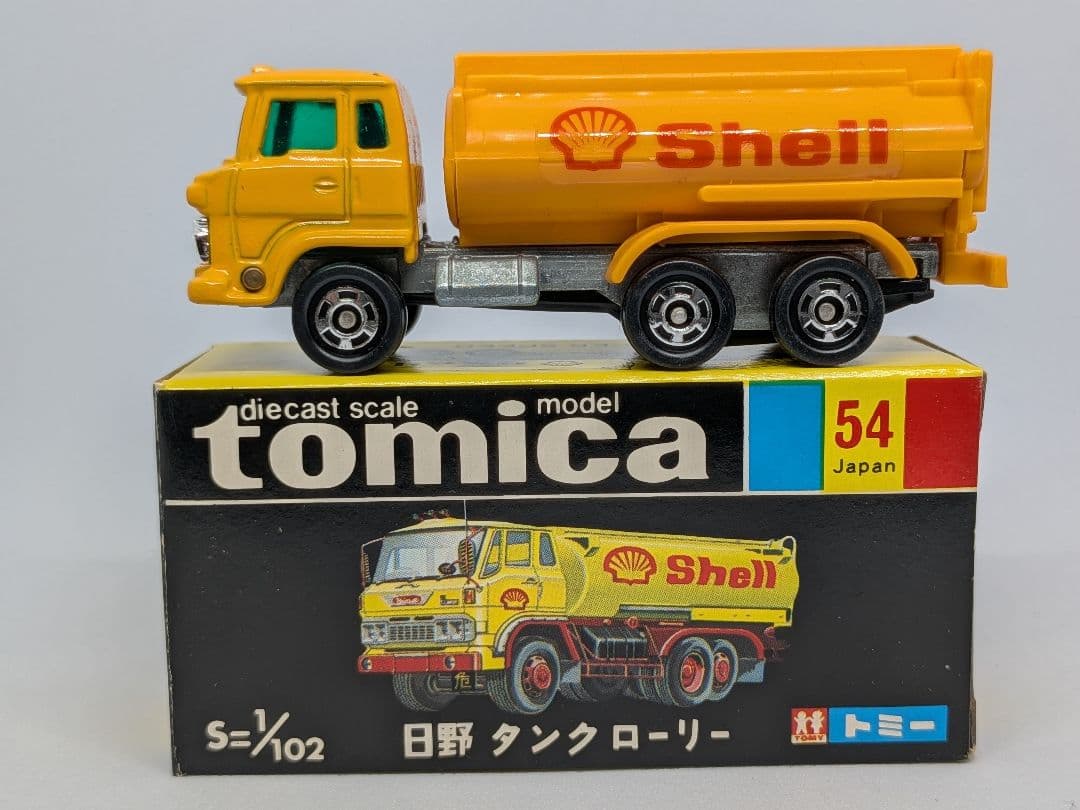 Shell
diecast scale model
tomica
54
Japan
Shell
危
S=1/102
日野 タンクローリー
TOMY
トミー